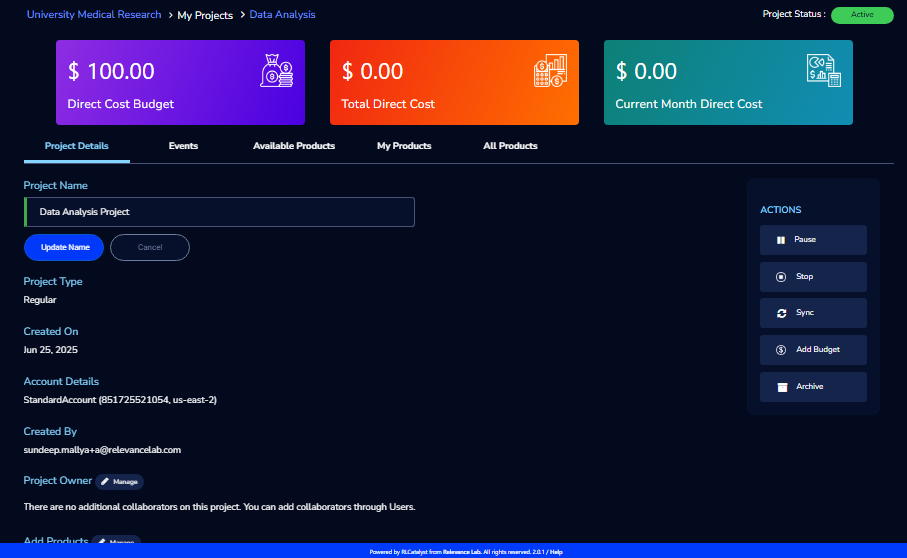 University Medical Research > My Projects > Data Analysis
Project Status : Active
$ 100.00
Direct Cost Budget
$ 0.00
Total Direct Cost
$ 0.00
Current Month Direct Cost
Project Details Events Available Products My Products All Products
Project Name
Data Analysis Project
Update Name Cancel
Project Type
Regular
Created On
Jun 25, 2025
Account Details
StandardAccount (851725521054, us-east-2)
Created By
sundeep.mallya+a@relevancelab.com
Project Owner Manage
There are no additional collaborators on this project. You can add collaborators through Users.
Add Products Manage
ACTIONS
Pause
Stop
Sync
Add Budget
Archive
Powered by RLCatalyst from Relevance Lab. All rights reserved. 2.0.1 / Help